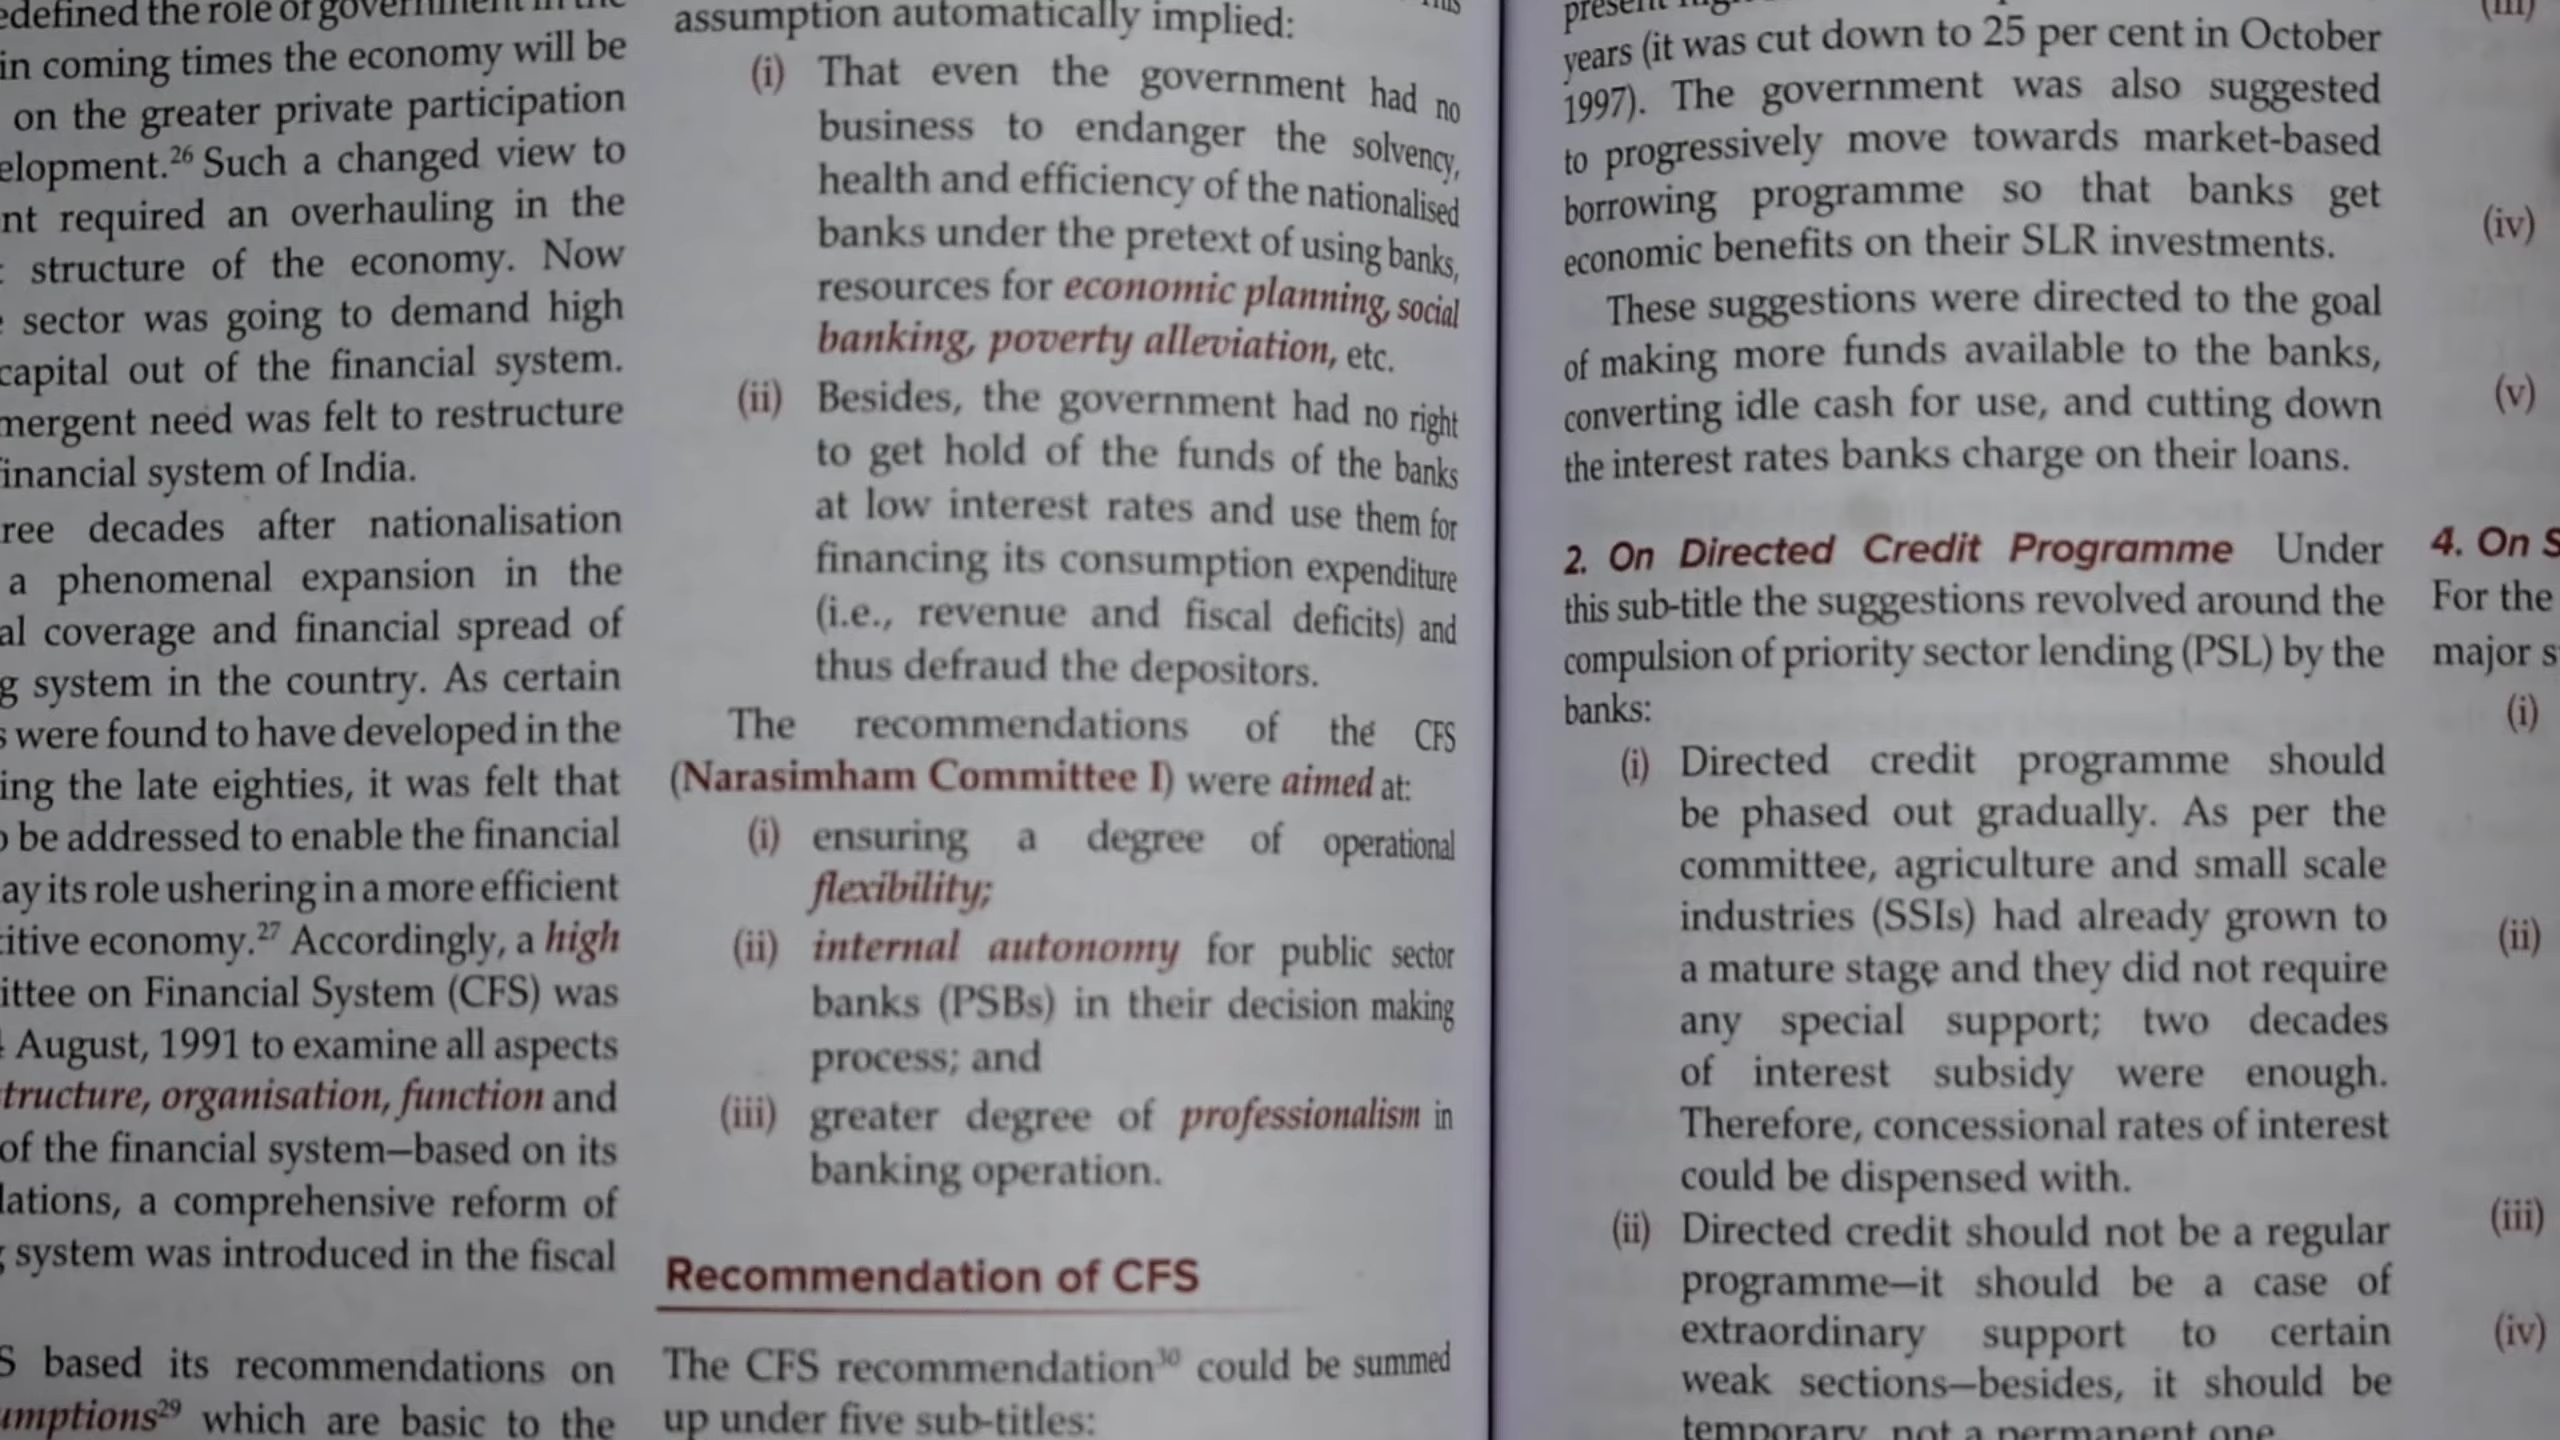 defined the role of government in the
in coming times the economy will be
on the greater private participation
Such a changed view to
required an overhauling in the
structure of the economy. Now
sector was going to demand high
capital out of the financial system.
need was felt to restructure
financial system of India.
decades after nationalisation
a phenomenal expansion in the
coverage and financial spread of
system in the country. As certain
were found to have developed in the
the late eighties, it was felt that
be addressed to enable the financial
its role ushering in a more efficient
economy.27 Accordingly, a high
on Financial System (CFS) was
August, 1991 to examine all aspects
structure, organisation, function and
of the financial system—based on its
a comprehensive reform of
system was introduced in the fiscal
based its recommendations on
which are basic to the
assumption automatically implied:
(i) That even the government had no
business to endanger the solvency,
health and efficiency of the nationalised
banks under the pretext of using banks,
resources for economic planning, social
banking, poverty alleviation, etc.
(ii) Besides, the government had no right
to get hold of the funds of the banks
at low interest rates and use them for
financing its consumption expenditure
(i.e., revenue and fiscal deficits) and
thus defraud the depositors.
The recommendations of the CFS
(Narasimham Committee I) were aimed at:
(i) ensuring a degree of operational
flexibility;
(ii) internal autonomy for public sector
banks (PSBs) in their decision making
process; and
(iii) greater degree of professionalism in
banking operation.
Recommendation of CFS
The CFS recommendation30 could be summed
up under five sub-titles:
present
years (it was cut down to 25 per cent in October
1997). The government was also suggested
to progressively move towards market-based
borrowing programme so that banks get
economic benefits on their SLR investments.
These suggestions were directed to the goal
of making more funds available to the banks,
converting idle cash for use, and cutting down
the interest rates banks charge on their loans.
2. On Directed Credit Programme Under
this sub-title the suggestions revolved around the
compulsion of priority sector lending (PSL) by the
banks:
(i) Directed credit programme should
be phased out gradually. As per the
committee, agriculture and small scale
industries (SSIs) had already grown to
a mature stage and they did not require
any special support; two decades
of interest subsidy were enough.
Therefore, concessional rates of interest
could be dispensed with.
(ii) Directed credit should not be a regular
programme—it should be a case of
extraordinary support to certain
weak sections—besides, it should be
temporary, not a permanent one.
(iii)
(iv)
(v)
4. On S
For the
major s
(i)
(ii)
(iii)
(iv)